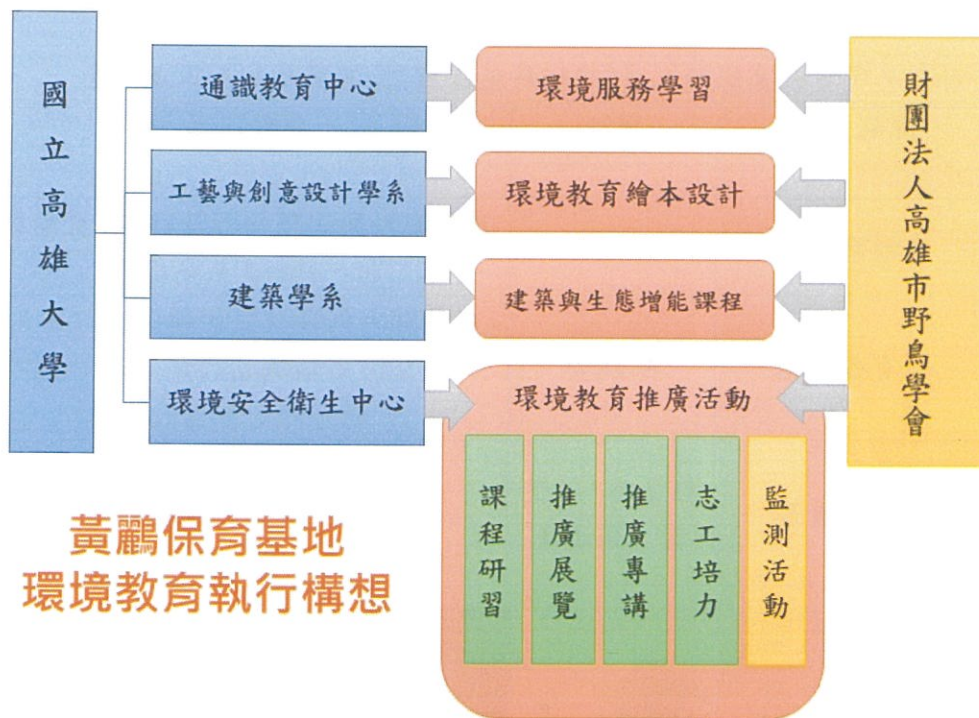 國立高雄大學
通識教育中心
環境服務學習
工藝與創意設計學系
環境教育繪本設計
建築學系
建築與生態增能課程
環境安全衛生中心
環境教育推廣活動
課程研習
推廣展覽
推廣專講
志工培力
監測活動
財團法人高雄市野鳥學會
黃鸝保育基地
環境教育執行構想